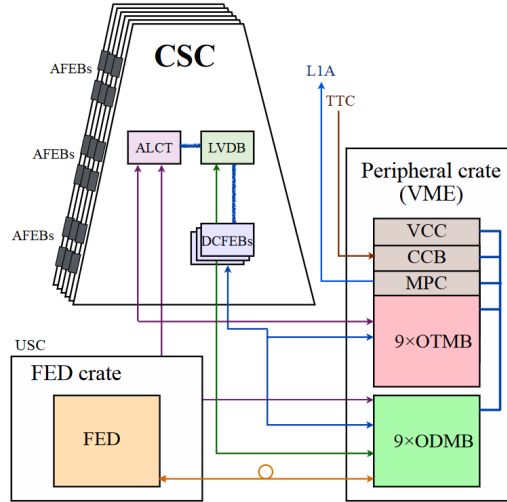 CSC
AFEBs
AFEBs
AFEBs
ALCT
LVDB
DCFEBs
L1A
TTC
Peripheral crate
(VME)
VCC
CCB
MPC
9×OTMB
9×ODMB
USC
FED crate
FED